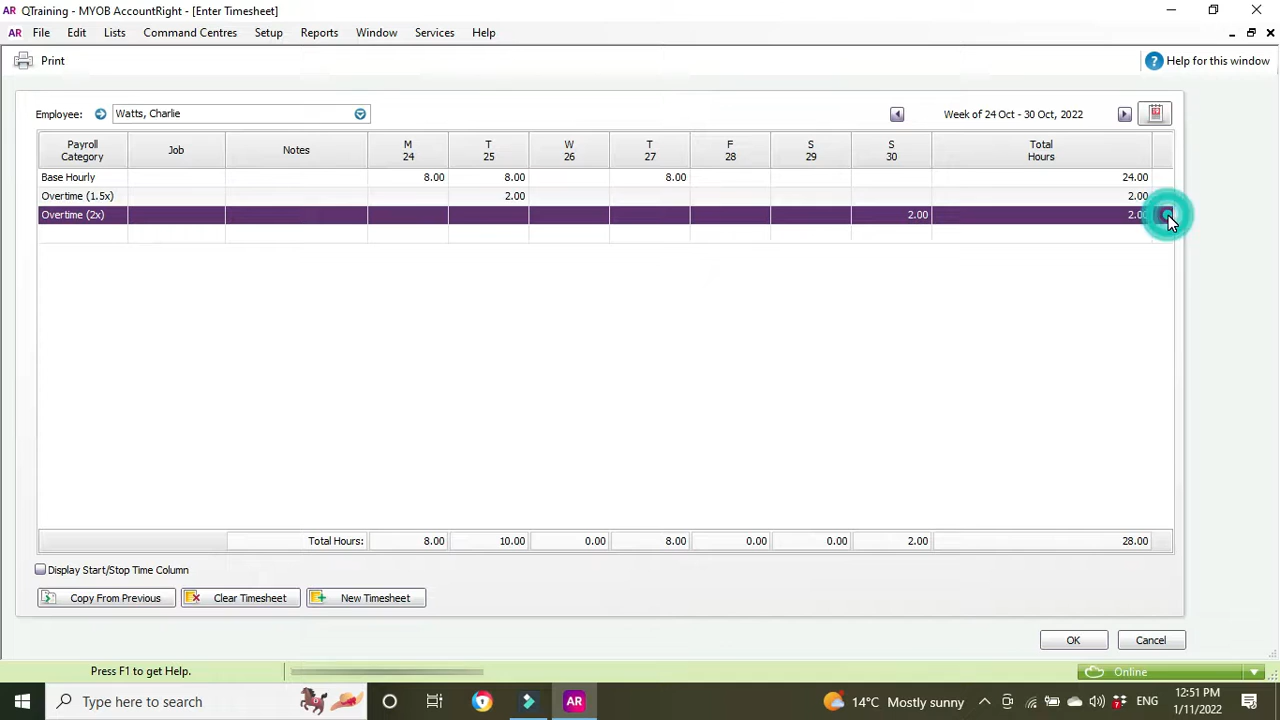 AR QTraining - MYOB AccountRight - [Enter Timesheet]
AR File Edit Lists Command Centres Setup Reports Window Services Help
Print
? Help for this window
Employee: Watts, Charlie Week of 24 Oct - 30 Oct, 2022
Payroll Category Job Notes M 24 T 25 W 26 T 27 F 28 S 29 S 30 Total Hours
Base Hourly 8.00 8.00 8.00 24.00
Overtime (1.5x) 2.00 2.00
Overtime (2x) 2.00 2.00
Total Hours: 8.00 10.00 0.00 8.00 0.00 0.00 2.00 28.00
Display Start/Stop Time Column
Copy From Previous Clear Timesheet New Timesheet
OK Cancel
Press F1 to get Help. Online
Type here to search AR 14°C Mostly sunny ENG 12:51 PM
1/11/2022